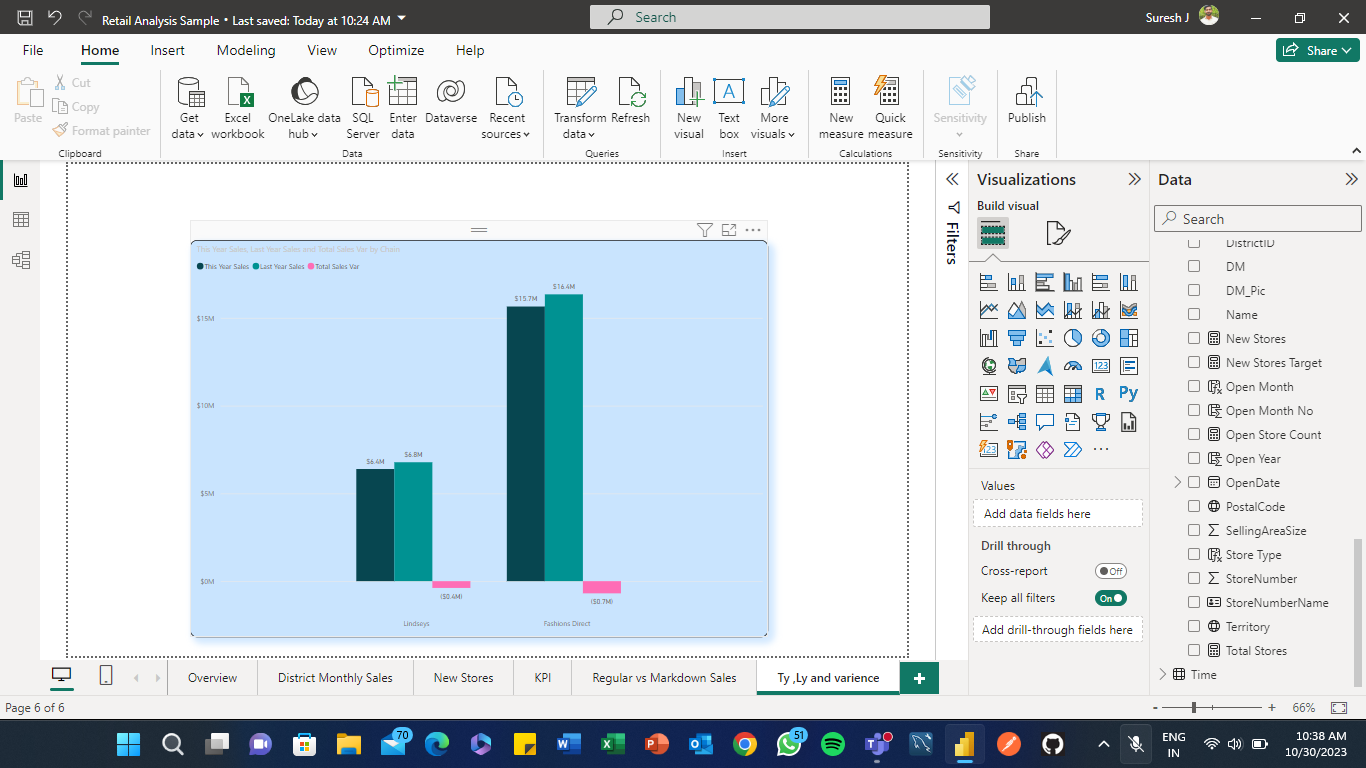 Retail Analysis Sample • Last saved: Today at 10:24 AM
Search
Suresh J
File Home Insert Modeling View Optimize Help
Share
Paste
Cut
Copy
Format painter
Clipboard
Get data
Excel workbook
OneLake data hub
SQL Server
Enter data
Dataverse
Recent sources
Data
Transform data
Refresh
Queries
New visual
Text box
More visuals
Insert
New measure
Quick measure
Calculations
Sensitivity
Sensitivity
Publish
Share
This Year Sales, Last Year Sales and Total Sales Var by Chain
This Year Sales Last Year Sales Total Sales Var
$15M
$10M
$5M
$0M
$6.4M
$6.8M
($0.4M)
$15.7M
$16.4M
($0.7M)
Lindseys
Fashions Direct
Filters
Visualizations
Build visual
123
R
Py
123
Values
Add data fields here
Drill through
Cross-report
Off
Keep all filters
On
Add drill-through fields here
Data
Search
DistrictID
DM
DM_Pic
Name
New Stores
New Stores Target
Open Month
Open Month No
Open Store Count
Open Year
OpenDate
PostalCode
SellingAreaSize
Store Type
StoreNumber
StoreNumberName
Territory
Total Stores
Time
Overview
District Monthly Sales
New Stores
KPI
Regular vs Markdown Sales
Ty ,Ly and varience
Page 6 of 6
66%
70
51
ENG
IN
10:38 AM
10/30/2023